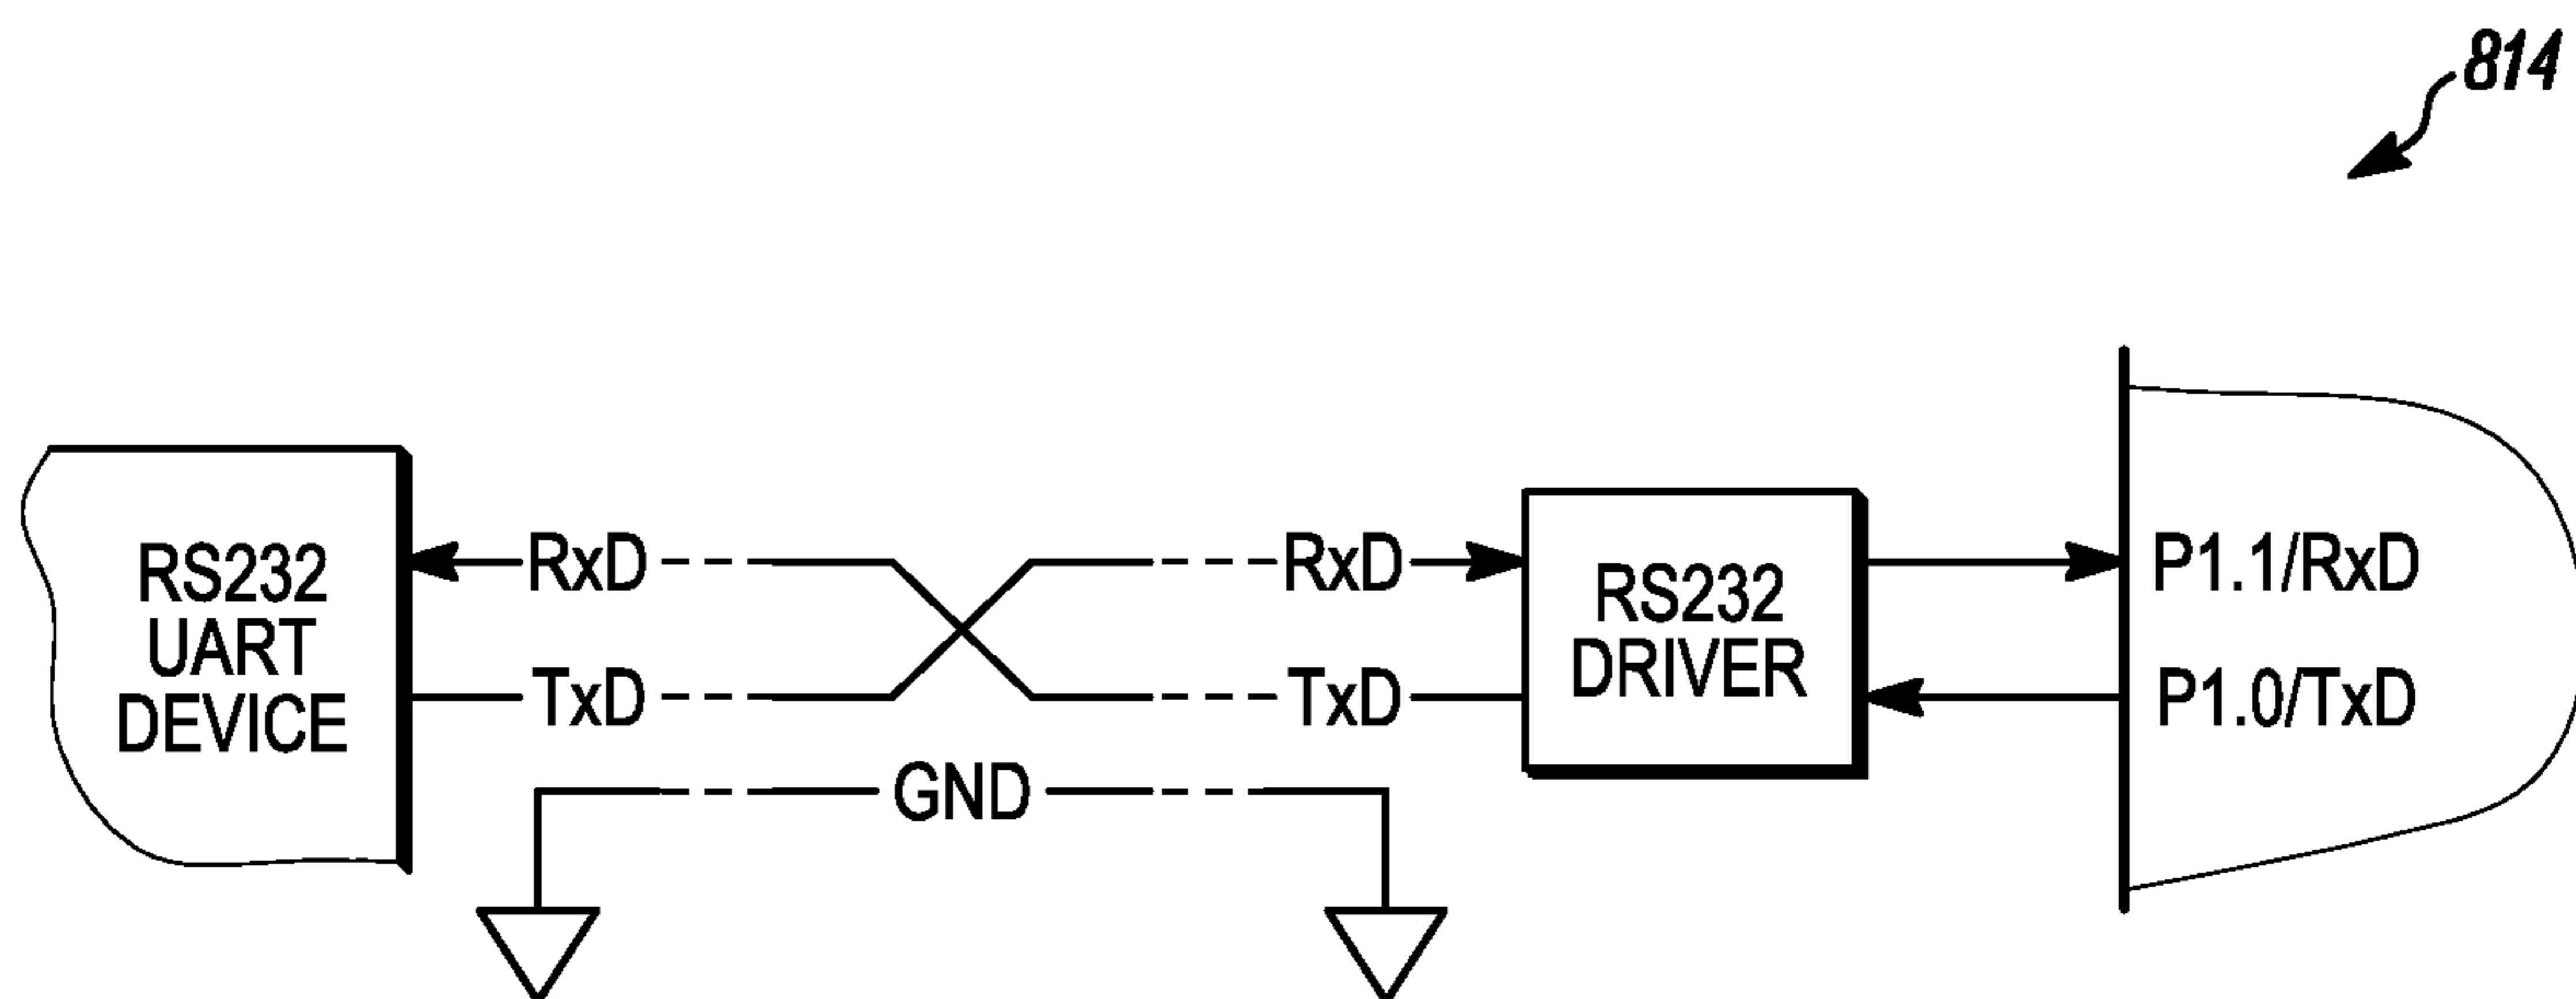 814
RS232
UART
DEVICE
RxD
TxD
GND
RxD
TxD
RS232
DRIVER
P1.1/RxD
P1.0/TxD